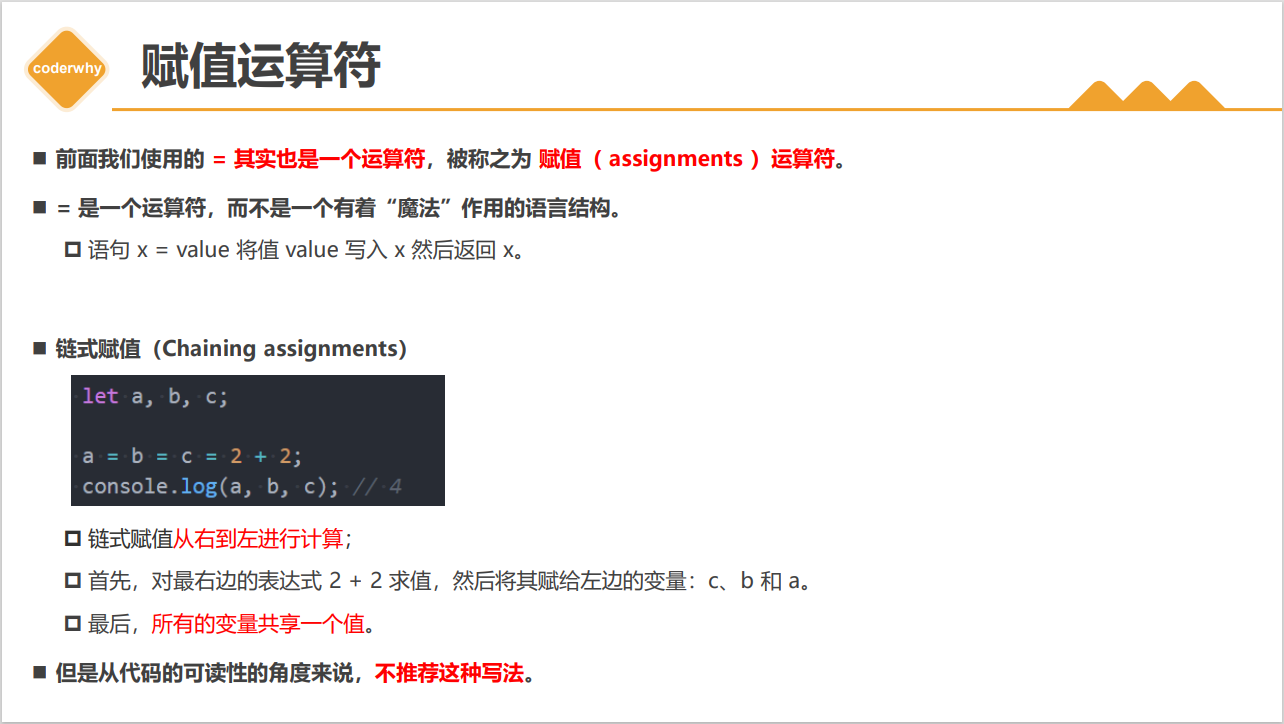 coderwhy
赋值运算符
■ 前面我们使用的 = 其实也是一个运算符，被称之为 赋值（ assignments ）运算符。
■ = 是一个运算符，而不是一个有着“魔法”作用的语言结构。
语句 x = value 将值 value 写入 x 然后返回 x。
■ 链式赋值（Chaining assignments）
let a, b, c;
a = b = c = 2 + 2;
console.log(a, b, c); // 4
链式赋值从右到左进行计算；
首先，对最右边的表达式 2 + 2 求值，然后将其赋给左边的变量：c、b 和 a。
最后，所有的变量共享一个值。
■ 但是从代码的可读性的角度来说，不推荐这种写法。